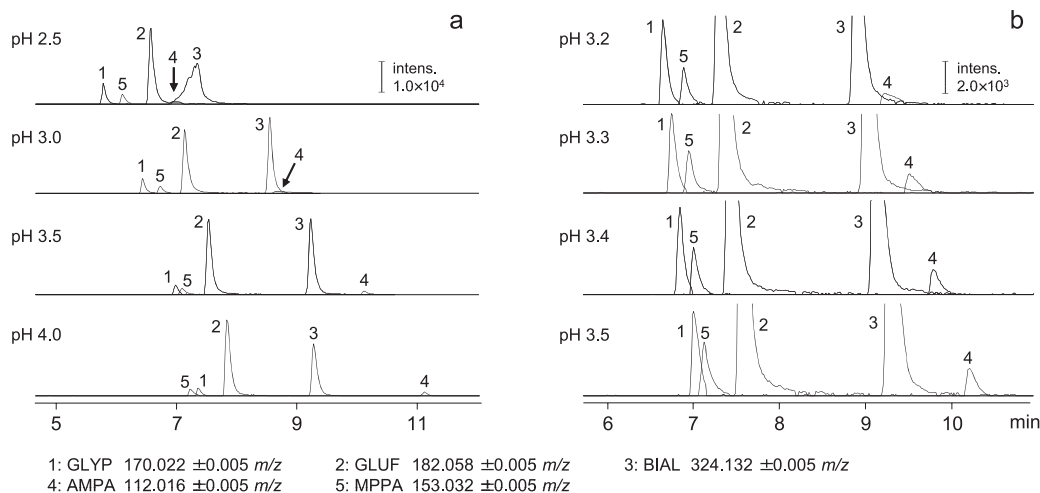 a
pH 2.5
1
5
2
4
3
intens.
1.0×10⁴
pH 3.0
1
5
2
3
4
pH 3.5
1
5
2
3
4
pH 4.0
5
1
2
3
4
5 7 9 11
b
pH 3.2
1
5
2
3
4
intens.
2.0×10³
pH 3.3
1
5
2
3
4
pH 3.4
1
5
2
3
4
pH 3.5
1
5
2
3
4
6 7 8 9 10 min
1: GLYP 170.022 ±0.005 m/z 2: GLUF 182.058 ±0.005 m/z 3: BIAL 324.132 ±0.005 m/z
4: AMPA 112.016 ±0.005 m/z 5: MPPA 153.032 ±0.005 m/z